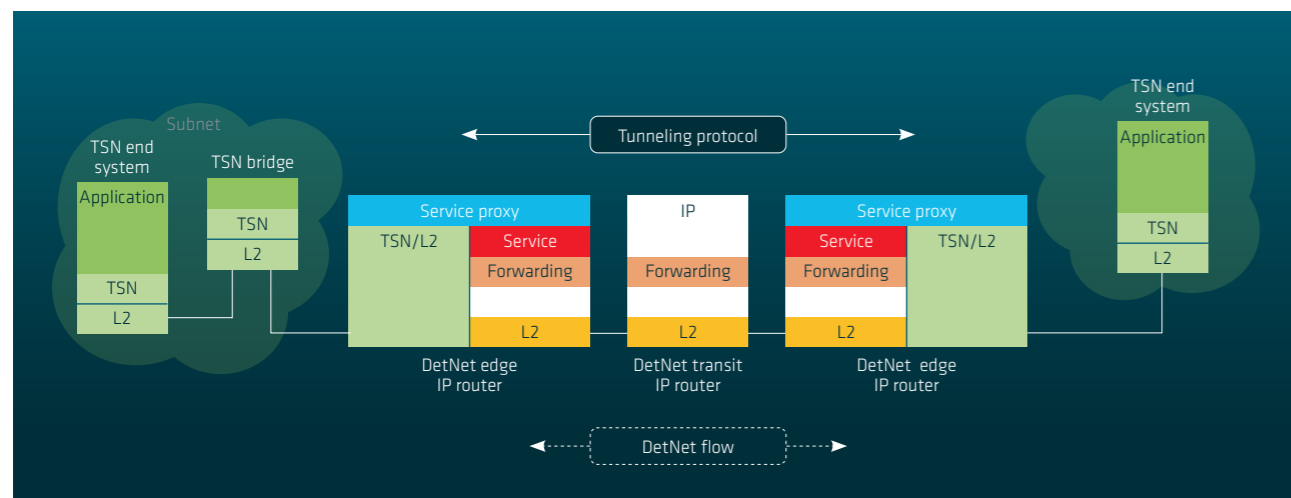 Subnet
TSN end
system
Application
TSN
L2
TSN bridge
TSN
L2
Tunneling protocol
Service proxy
TSN/L2
Service
Forwarding
L2
DetNet edge
IP router
IP
Forwarding
L2
DetNet transit
IP router
Service proxy
Service
TSN/L2
Forwarding
L2
DetNet edge
IP router
TSN end
system
Application
TSN
L2
DetNet flow